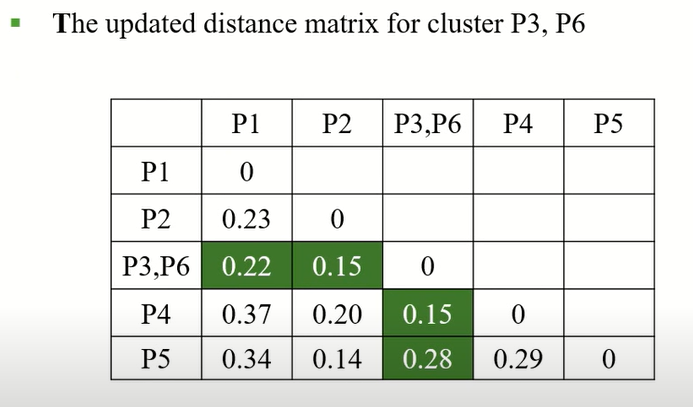 The updated distance matrix for cluster P3, P6
P1 P2 P3,P6 P4 P5
P1 0
P2 0.23 0
P3,P6 0.22 0.15 0
P4 0.37 0.20 0.15 0
P5 0.34 0.14 0.28 0.29 0